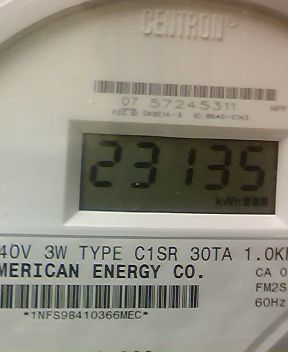 CENTRON®
07 57245311
23135
kWh
40V 3W TYPE C1SR 30TA 1.0K
MERICAN ENERGY CO.
CA 0
FM2S
60Hz
*1NFS98410366MEC*